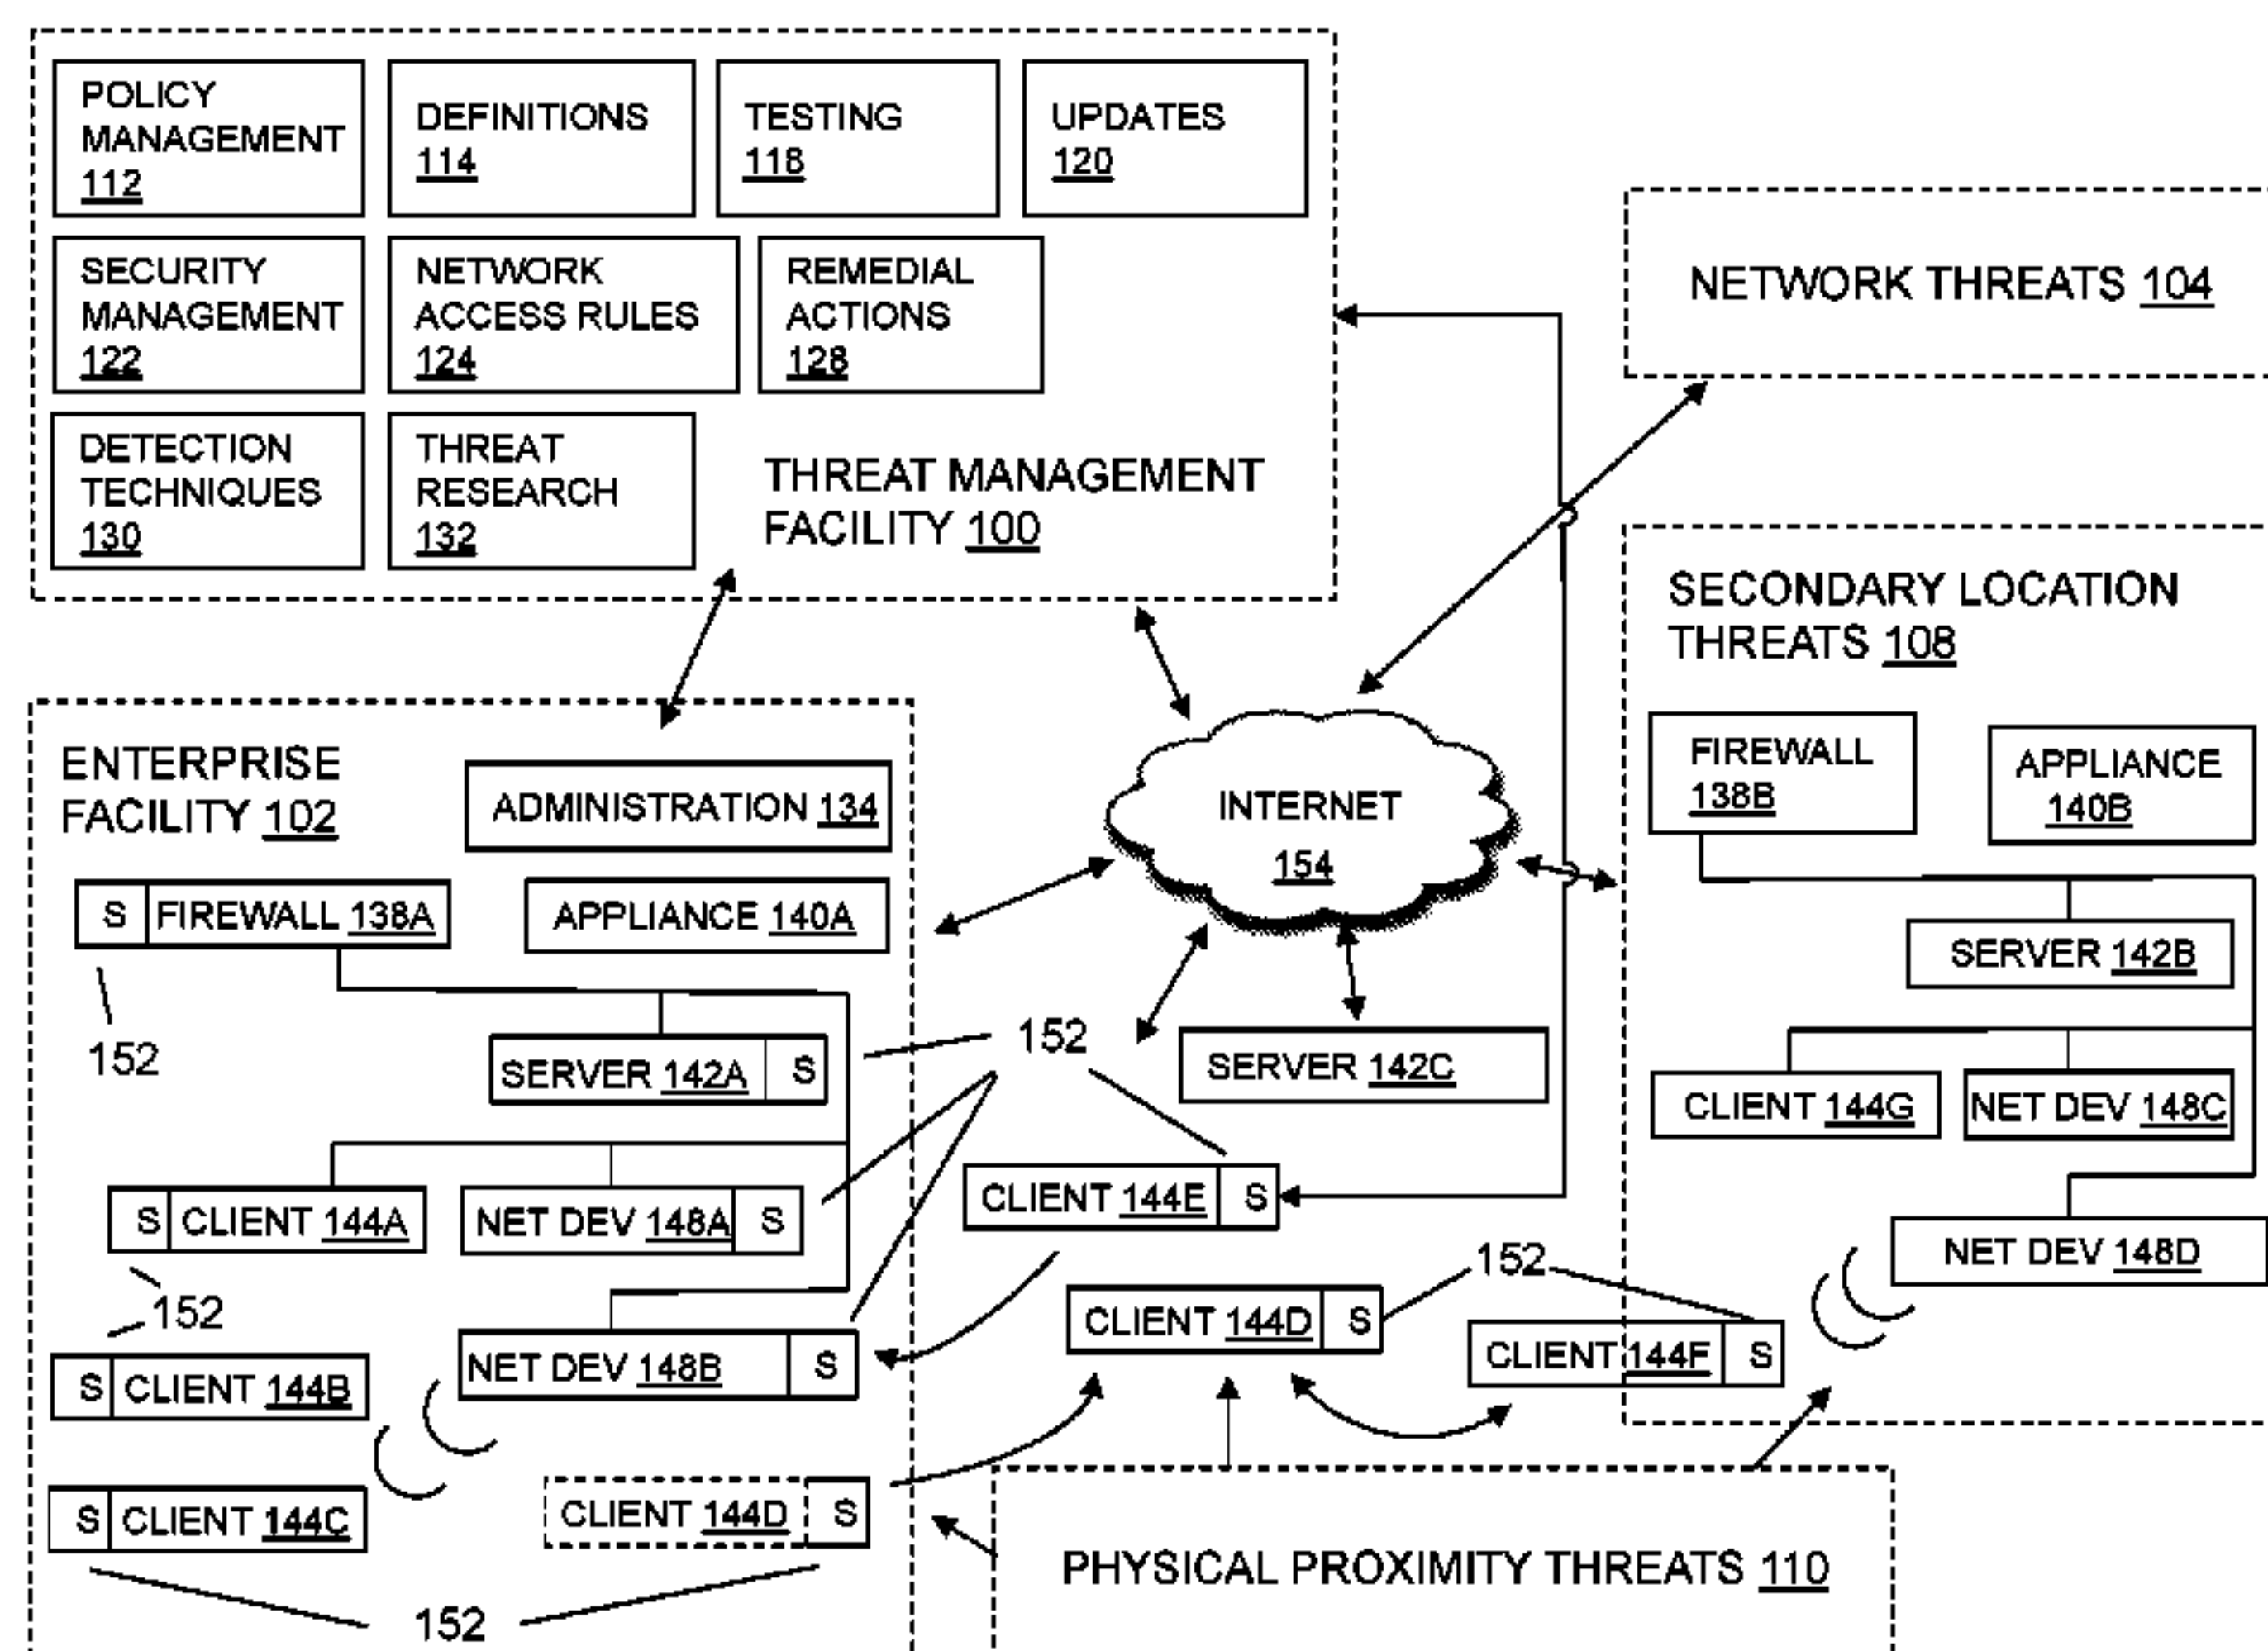 POLICY
MANAGEMENT
112
DEFINITIONS
114
TESTING
118
UPDATES
120
SECURITY
MANAGEMENT
122
NETWORK
ACCESS RULES
124
REMEDIAL
ACTIONS
128
DETECTION
TECHNIQUES
130
THREAT
RESEARCH
132
THREAT MANAGEMENT
FACILITY 100
NETWORK THREATS 104
SECONDARY LOCATION
THREATS 108
FIREWALL
138B
APPLIANCE
140B
SERVER 142B
CLIENT 144G
NET DEV 148C
NET DEV 148D
ENTERPRISE
FACILITY 102
ADMINISTRATION 134
S FIREWALL 138A
APPLIANCE 140A
152
SERVER 142A S
S CLIENT 144A
NET DEV 148A S
152
S CLIENT 144B
NET DEV 148B S
S CLIENT 144C
CLIENT 144D S
152
INTERNET
154
152
SERVER 142C
CLIENT 144E S
152
CLIENT 144D S
CLIENT 144F S
PHYSICAL PROXIMITY THREATS 110